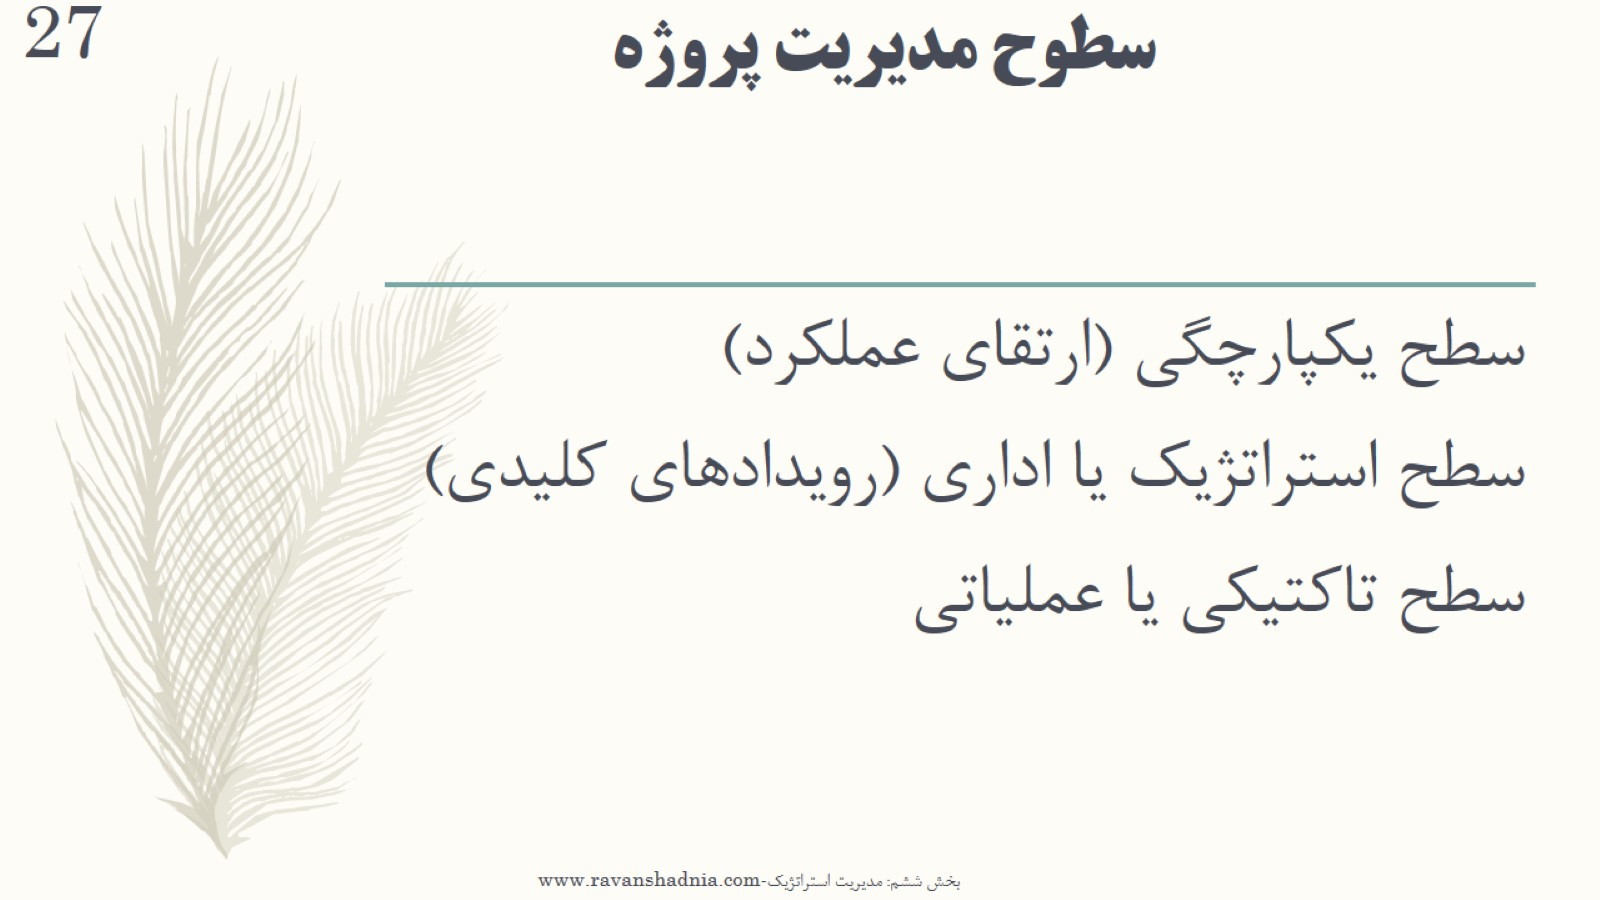 27
سطوح مدیریت پروژه
سطح یکپارچگی (ارتقای عملکرد)
سطح استراتژیک یا اداری (رویدادهای کلیدی)
سطح تاکتیکی یا عملیاتی
بخش ششم: مدیریت استراتژیک-www.ravanshadnia.com